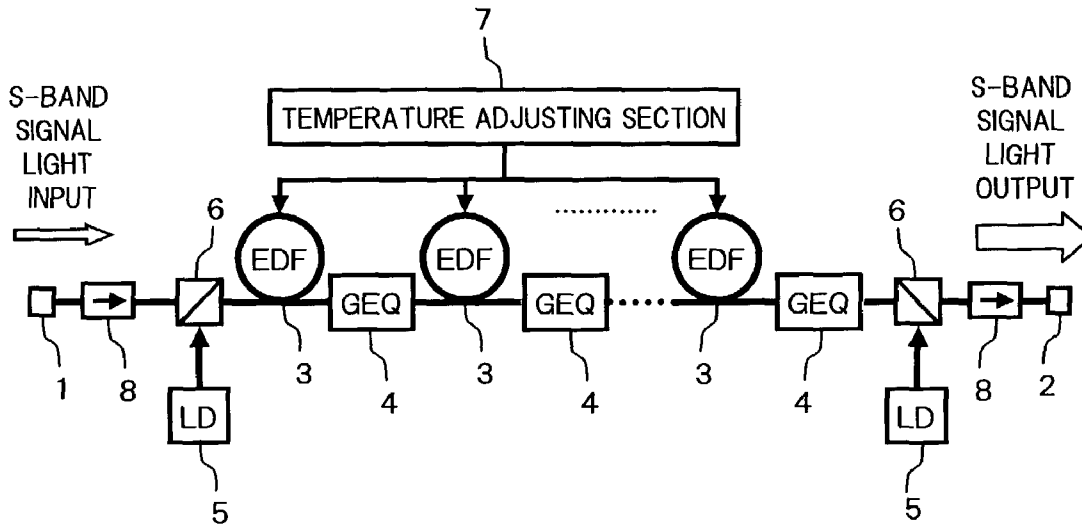 7
S-BAND
SIGNAL
LIGHT
INPUT
TEMPERATURE ADJUSTING SECTION
S-BAND
SIGNAL
LIGHT
OUTPUT
6
6
EDF
EDF
EDF
GEQ
GEQ
GEQ
1
8
3
4
3
4
3
4
8
2
LD
LD
5
5